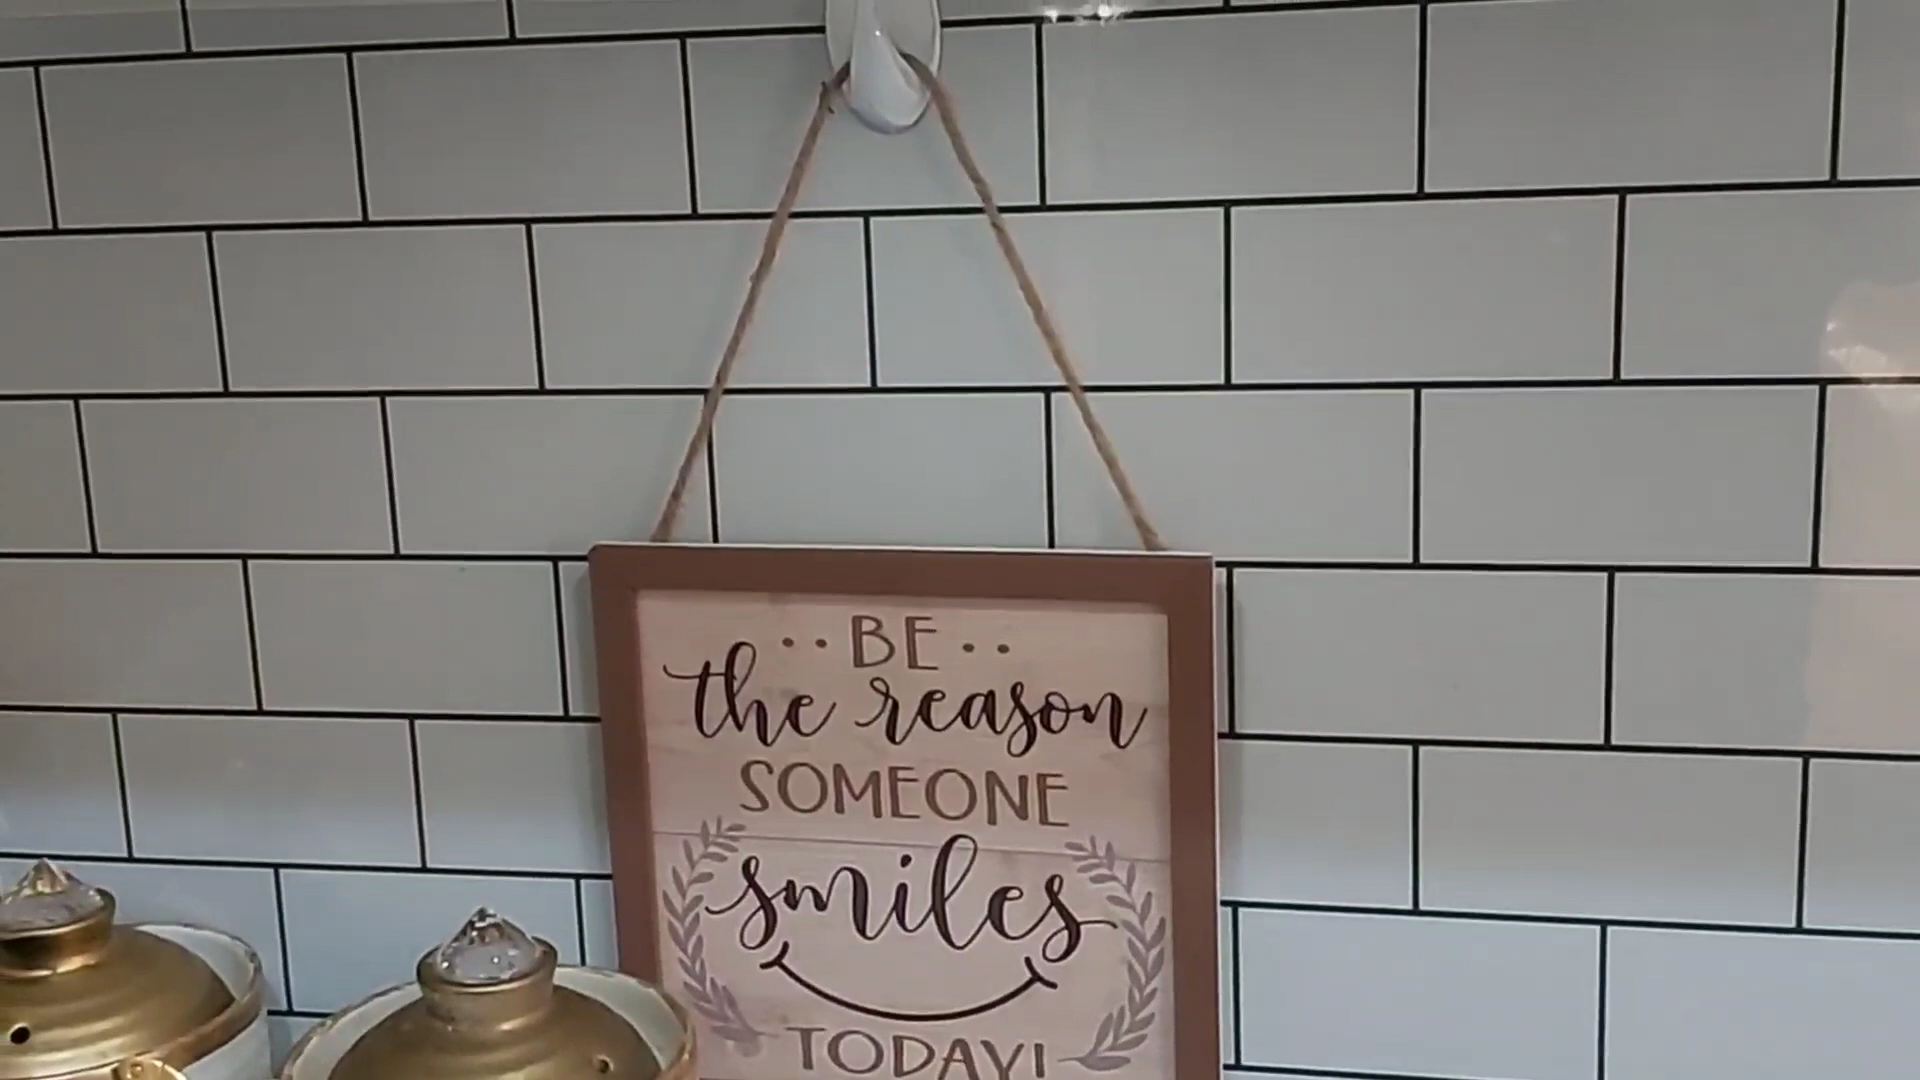 ·· BE ··
the reason
SOMEONE
smiles
TODAY!